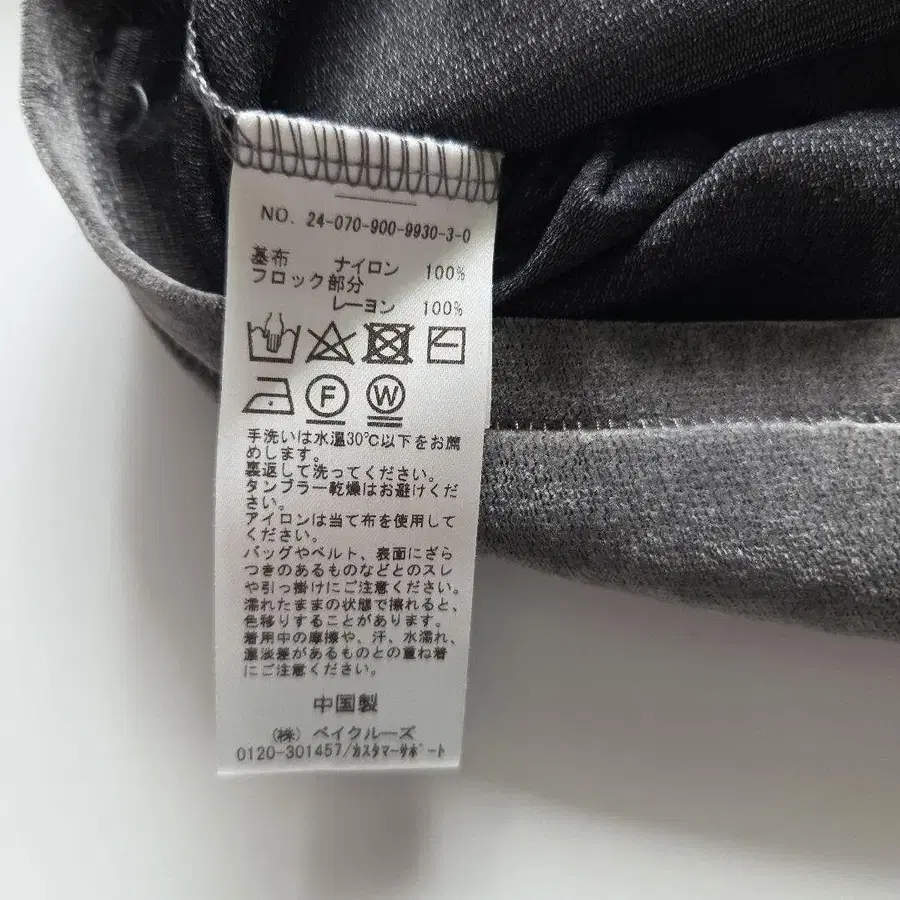 NO. 24-070-900-9930-3-0
基布 ナイロン 100%
フロック部分
レーヨン 100%
F W
手洗いは水温30℃以下をお薦
めします。
裏返して洗ってください。
タンブラー乾燥はお避けくだ
さい。
アイロンは当て布を使用して
ください。
バッグやベルト、表面にざら
つきのあるものなどとのスレ
や引っ掛けにご注意ください。
濡れたままの状態で擦れると、
色移りすることがあります。
着用中の摩擦や、汗、水濡れ、
濃淡差があるものとの重ね着
にご注意ください。
中国製
(株) ベイクルーズ
0120-301457/ｶｽﾀﾏｰｻﾎﾟｰﾄ